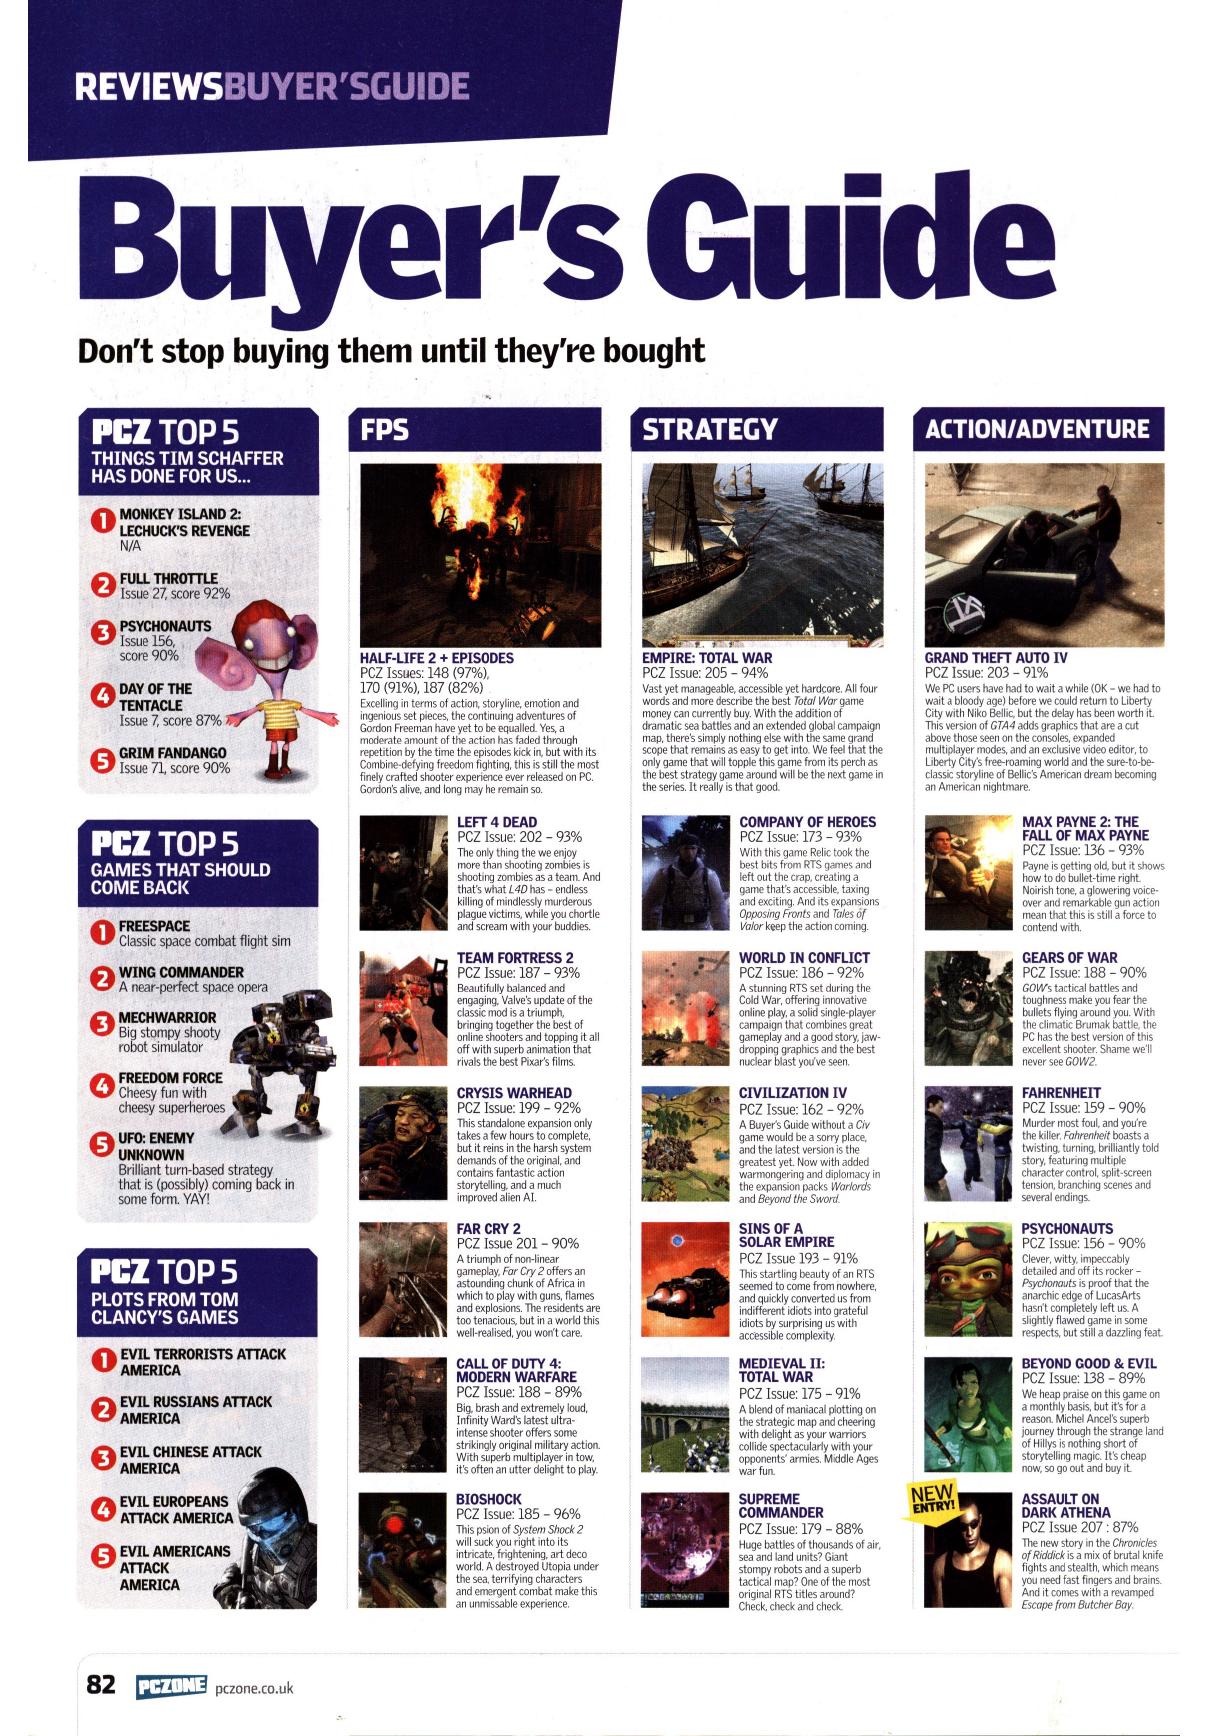 REVIEWSBUYER'SGUIDE
Buyer's Guide
Don't stop buying them until they're bought
PCZ TOP 5
THINGS TIM SCHAFFER
HAS DONE FOR US...
1 MONKEY ISLAND 2:
LECHUCK'S REVENGE
N/A
2 FULL THROTTLE
Issue 27, score 92%
3 PSYCHONAUTS
Issue 156,
score 90%
4 DAY OF THE
TENTACLE
Issue 7, score 87%
5 GRIM FANDANGO
Issue 71, score 90%
PCZ TOP 5
GAMES THAT SHOULD
COME BACK
1 FREESPACE
Classic space combat flight sim
2 WING COMMANDER
A near-perfect space opera
3 MECHWARRIOR
Big stompy shooty
robot simulator
4 FREEDOM FORCE
Cheesy fun with
cheesy superheroes
5 UFO: ENEMY
UNKNOWN
Brilliant turn-based strategy
that is (possibly) coming back in
some form. YAY!
PCZ TOP 5
PLOTS FROM TOM
CLANCY'S GAMES
1 EVIL TERRORISTS ATTACK
AMERICA
2 EVIL RUSSIANS ATTACK
AMERICA
3 EVIL CHINESE ATTACK
AMERICA
4 EVIL EUROPEANS
ATTACK AMERICA
5 EVIL AMERICANS
ATTACK
AMERICA
FPS
HALF-LIFE 2 + EPISODES
PCZ Issues: 148 (97%),
170 (91%), 187 (82%)
Excelling in terms of action, storyline, emotion and
ingenious set pieces, the continuing adventures of
Gordon Freeman have yet to be equalled. Yes, a
moderate amount of the action has faded through
repetition by the time the episodes kick in, but with its
Combine-defying freedom fighting, this is still the most
finely crafted shooter experience ever released on PC.
Gordon's alive, and long may he remain so.
LEFT 4 DEAD
PCZ Issue: 202 – 93%
The only thing the we enjoy
more than shooting zombies is
shooting zombies as a team. And
that's what L4D has – endless
killing of mindlessly murderous
plague victims, while you chortle
and scream with your buddies.
TEAM FORTRESS 2
PCZ Issue: 187 – 93%
Beautifully balanced and
engaging, Valve's update of the
classic mod is a triumph,
bringing together the best of
online shooters and topping it all
off with superb animation that
rivals the best Pixar's films.
CRYSIS WARHEAD
PCZ Issue: 199 – 92%
This standalone expansion only
takes a few hours to complete,
but it reins in the harsh system
demands of the original, and
contains fantastic action
storytelling, and a much
improved alien AI.
FAR CRY 2
PCZ Issue 201 – 90%
A triumph of non-linear
gameplay, Far Cry 2 offers an
astounding chunk of Africa in
which to play with guns, flames
and explosions. The residents are
too tenacious, but in a world this
well-realised, you won't care.
CALL OF DUTY 4:
MODERN WARFARE
PCZ Issue: 188 – 89%
Big, brash and extremely loud,
Infinity Ward's latest ultra-
intense shooter offers some
strikingly original military action.
With superb multiplayer in tow,
it's often an utter delight to play.
BIOSHOCK
PCZ Issue: 185 – 96%
This psion of System Shock 2
will suck you right into its
intricate, frightening, art deco
world. A destroyed Utopia under
the sea, terrifying characters
and emergent combat make this
an unmissable experience.
STRATEGY
EMPIRE: TOTAL WAR
PCZ Issue: 205 – 94%
Vast yet manageable, accessible yet hardcore. All four
words and more describe the best Total War game
money can currently buy. With the addition of
dramatic sea battles and an extended global campaign
map, there's simply nothing else with the same grand
scope that remains as easy to get into. We feel that the
only game that will topple this game from its perch as
the best strategy game around will be the next game in
the series. It really is that good.
COMPANY OF HEROES
PCZ Issue: 173 – 93%
With this game Relic took the
best bits from RTS games and
left out the crap, creating a
game that's accessible, taxing
and exciting. And its expansions
Opposing Fronts and Tales of
Valor keep the action coming.
WORLD IN CONFLICT
PCZ Issue: 186 – 92%
A stunning RTS set during the
Cold War, offering innovative
online play, a solid single-player
campaign that combines great
gameplay and a good story, jaw-
dropping graphics and the best
nuclear blast you've seen.
CIVILIZATION IV
PCZ Issue: 162 – 92%
A Buyer's Guide without a Civ
game would be a sorry place,
and the latest version is the
greatest yet. Now with added
warmongering and diplomacy in
the expansion packs Warlords
and Beyond the Sword.
SINS OF A
SOLAR EMPIRE
PCZ Issue 193 – 91%
This startling beauty of an RTS
seemed to come from nowhere,
and quickly converted us from
indifferent idiots into grateful
idiots by surprising us with
accessible complexity.
MEDIEVAL II:
TOTAL WAR
PCZ Issue: 175 – 91%
A blend of maniacal plotting on
the strategic map and cheering
with delight as your warriors
collide spectacularly with your
opponents' armies. Middle Ages
war fun.
SUPREME
COMMANDER
PCZ Issue: 179 – 88%
Huge battles of thousands of air,
sea and land units? Giant
stompy robots and a superb
tactical map? One of the most
original RTS titles around?
Check, check and check.
ACTION/ADVENTURE
GRAND THEFT AUTO IV
PCZ Issue: 203 – 91%
We PC users have had to wait a while (OK – we had to
wait a bloody age) before we could return to Liberty
City with Niko Bellic, but the delay has been worth it.
This version of GTA4 adds graphics that are a cut
above those seen on the consoles, expanded
multiplayer modes, and an exclusive video editor, to
Liberty City's free-roaming world and the sure-to-be-
classic storyline of Bellic's American dream becoming
an American nightmare.
MAX PAYNE 2: THE
FALL OF MAX PAYNE
PCZ Issue: 136 – 93%
Payne is getting old, but it shows
how to do bullet-time right.
Noirish tone, a glowering voice-
over and remarkable gun action
mean that this is still a force to
contend with.
GEARS OF WAR
PCZ Issue: 188 – 90%
GOW's tactical battles and
toughness make you fear the
bullets flying around you. With
the climatic Brumak battle, the
PC has the best version of this
excellent shooter. Shame we'll
never see GOW2.
FAHRENHEIT
PCZ Issue: 159 – 90%
Murder most foul, and you're
the killer. Fahrenheit boasts a
twisting, turning, brilliantly told
story, featuring multiple
character control, split-screen
tension, branching scenes and
several endings.
PSYCHONAUTS
PCZ Issue: 156 – 90%
Clever, witty, impeccably
detailed and off its rocker –
Psychonauts is proof that the
anarchic edge of LucasArts
hasn't completely left us. A
slightly flawed game in some
respects, but still a dazzling feat.
BEYOND GOOD & EVIL
PCZ Issue: 138 – 89%
We heap praise on this game on
a monthly basis, but it's for a
reason. Michel Ancel's superb
journey through the strange land
of Hillys is nothing short of
storytelling magic. It's cheap
now, so go out and buy it.
NEW
ENTRY!
ASSAULT ON
DARK ATHENA
PCZ Issue 207 : 87%
The new story in the Chronicles
of Riddick is a mix of brutal knife
fights and stealth, which means
you need fast fingers and brains.
And it comes with a revamped
Escape from Butcher Bay.
82 PCZONE pczone.co.uk